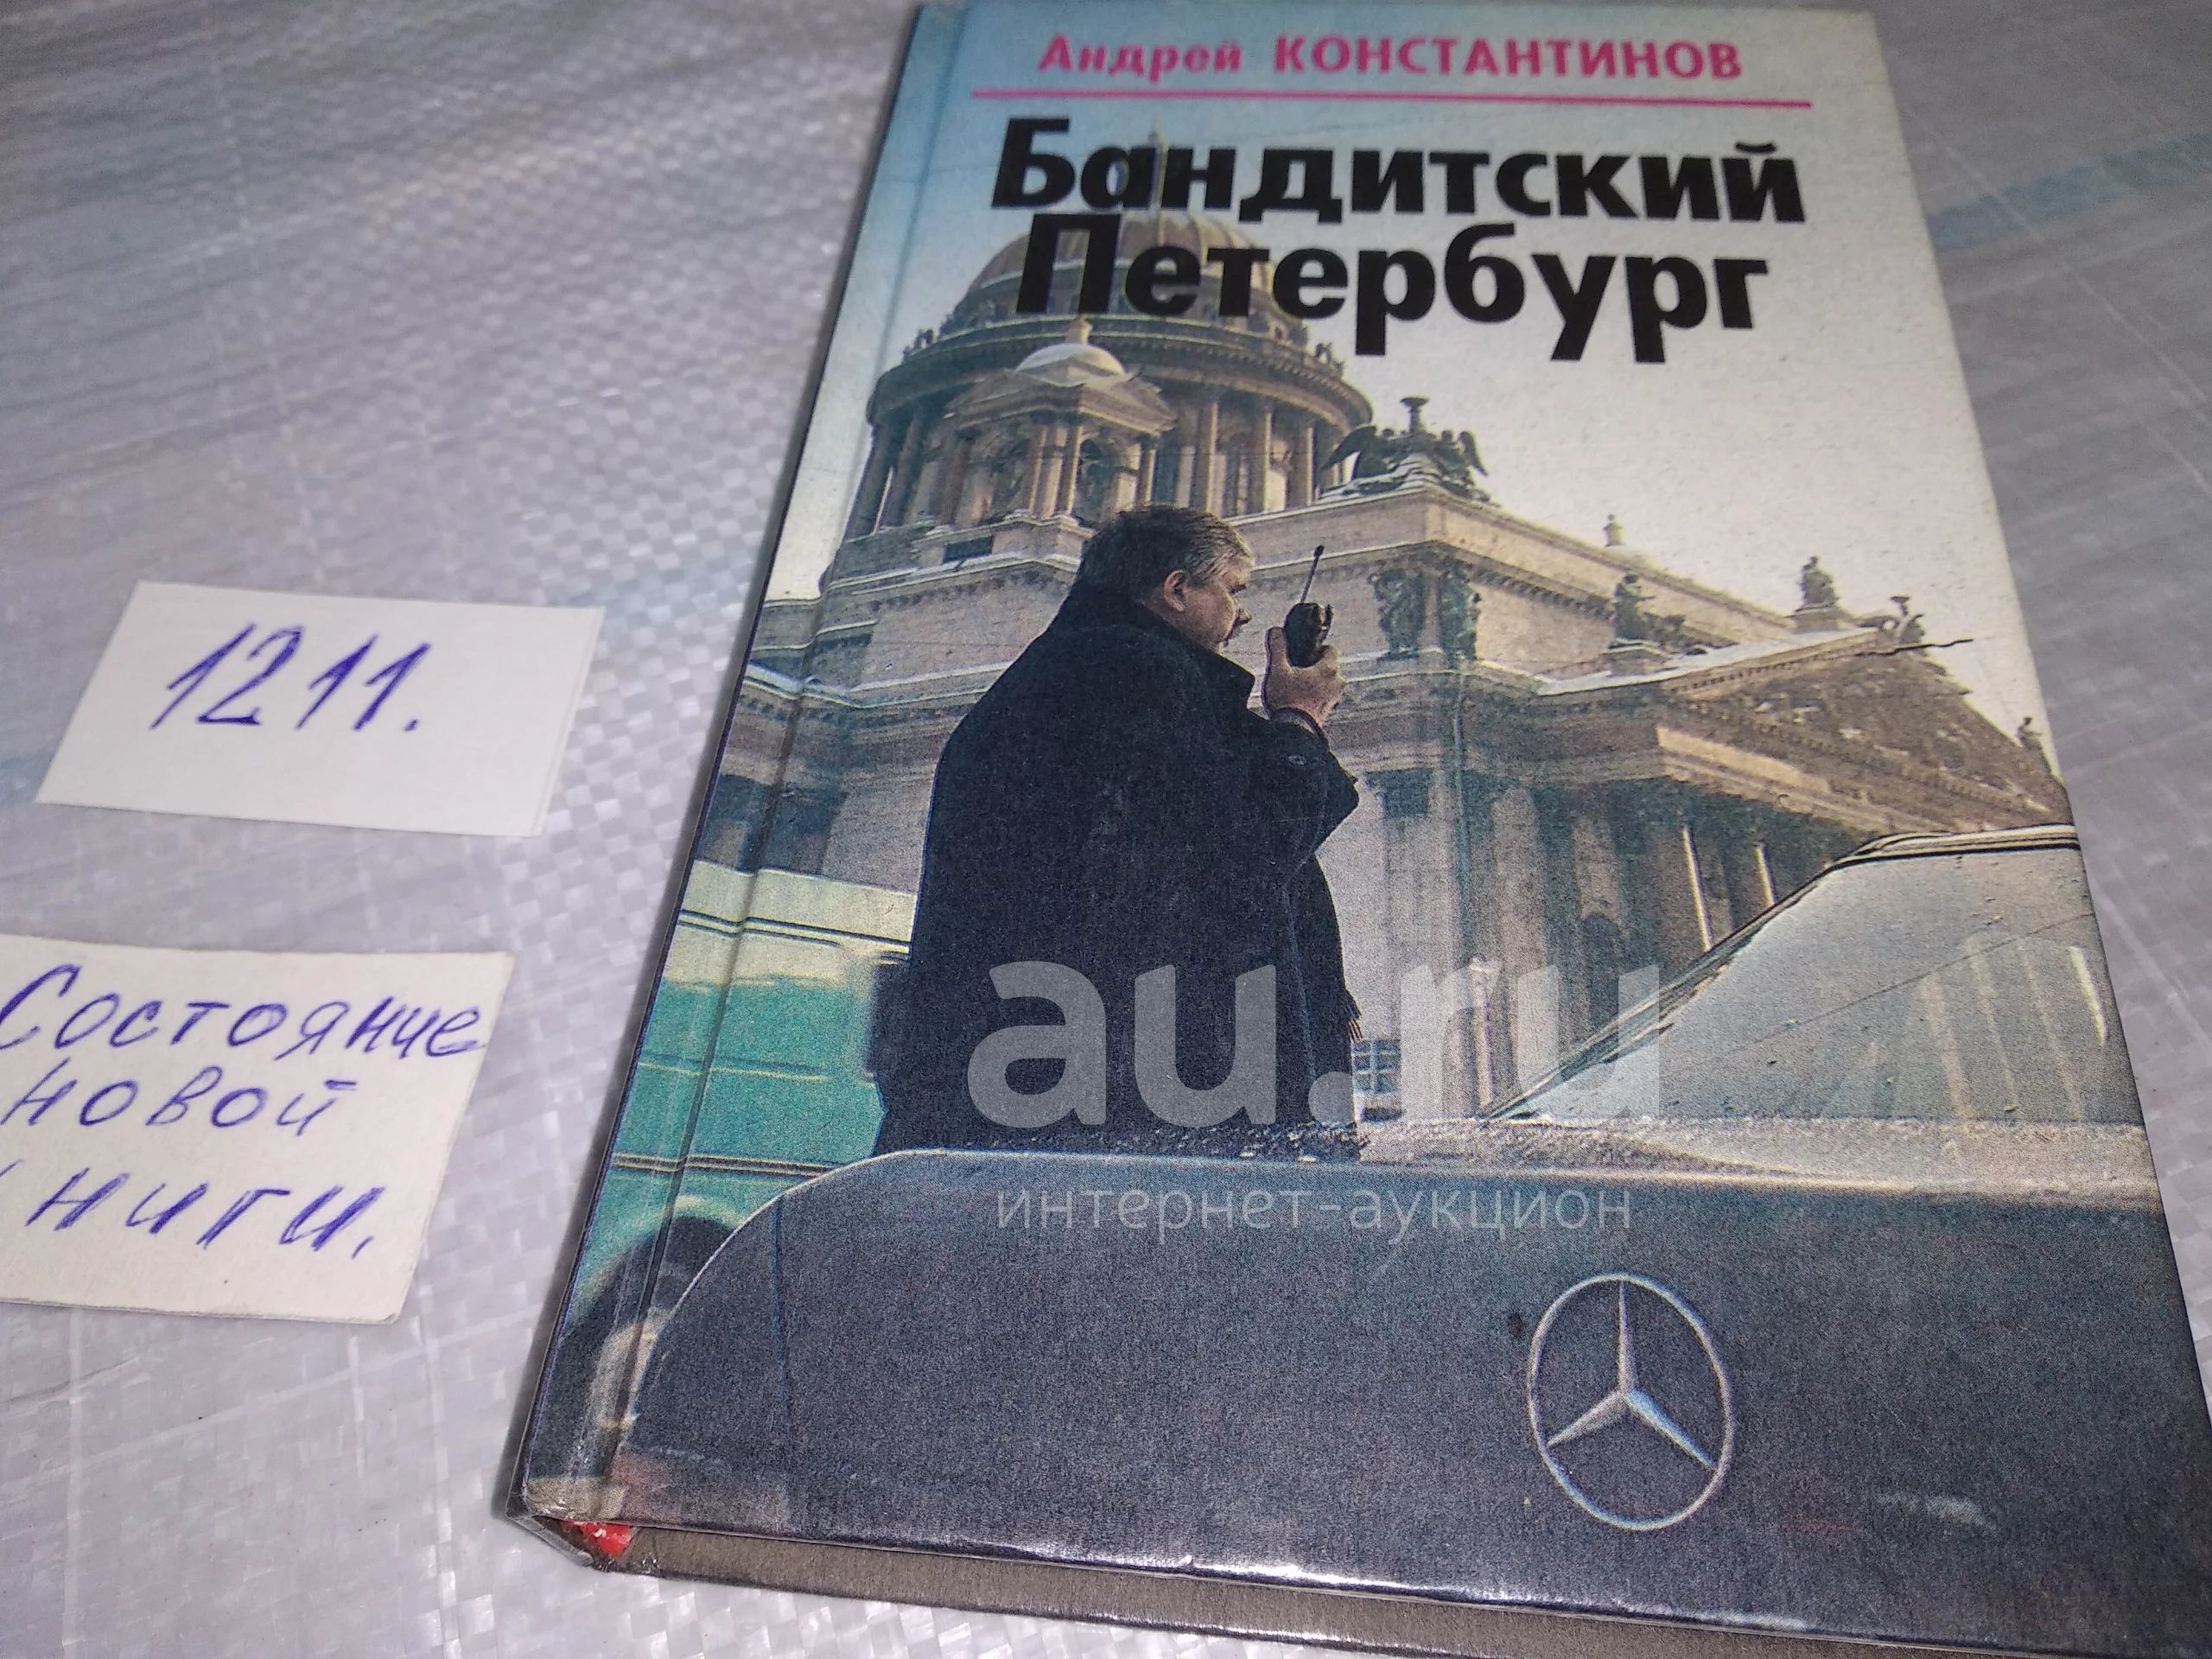 Андрей КОНСТАНТИНОВ
Бандитский
Петербург
1211.
Состояние
новой
книги.
au.ru
интернет-аукцион